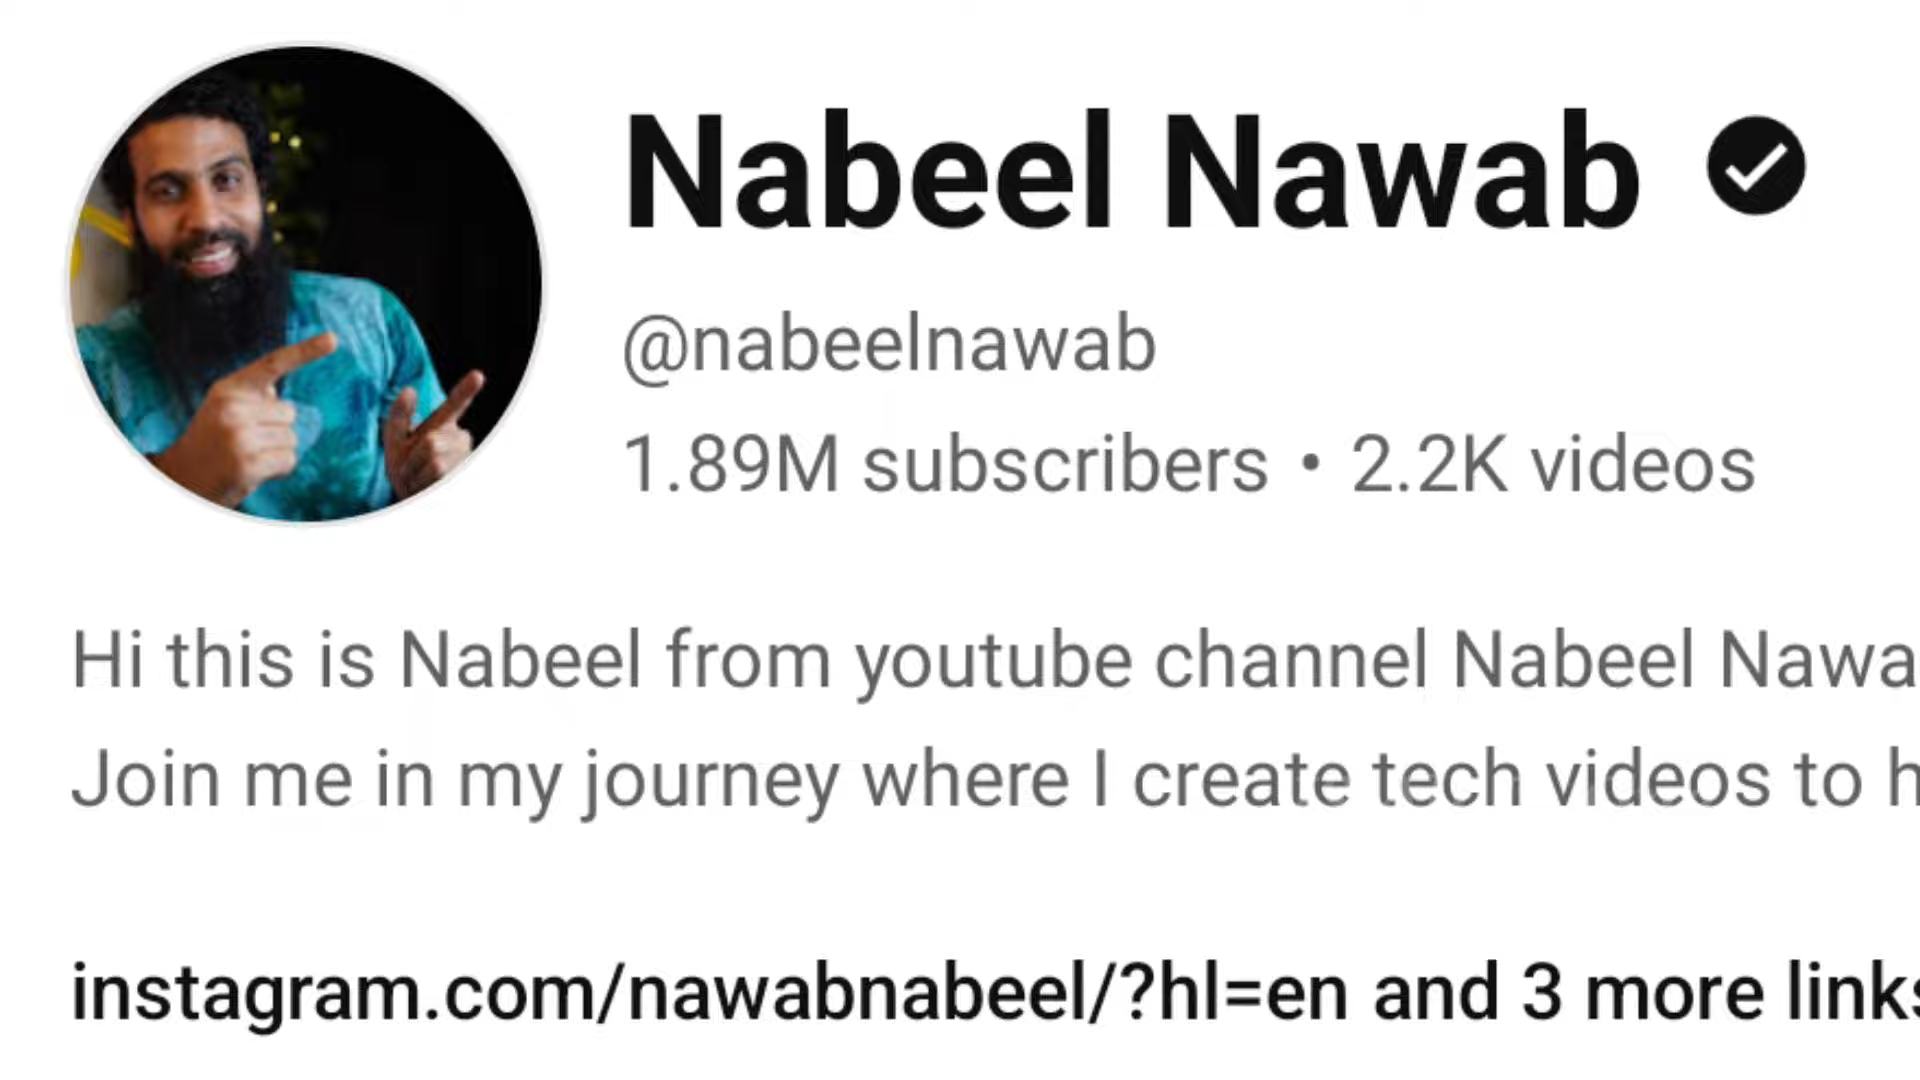 Nabeel Nawab
@nabeelnawab
1.89M subscribers • 2.2K videos
Hi this is Nabeel from youtube channel Nabeel Nawa
Join me in my journey where I create tech videos to h
instagram.com/nawabnabeel/?hl=en and 3 more links